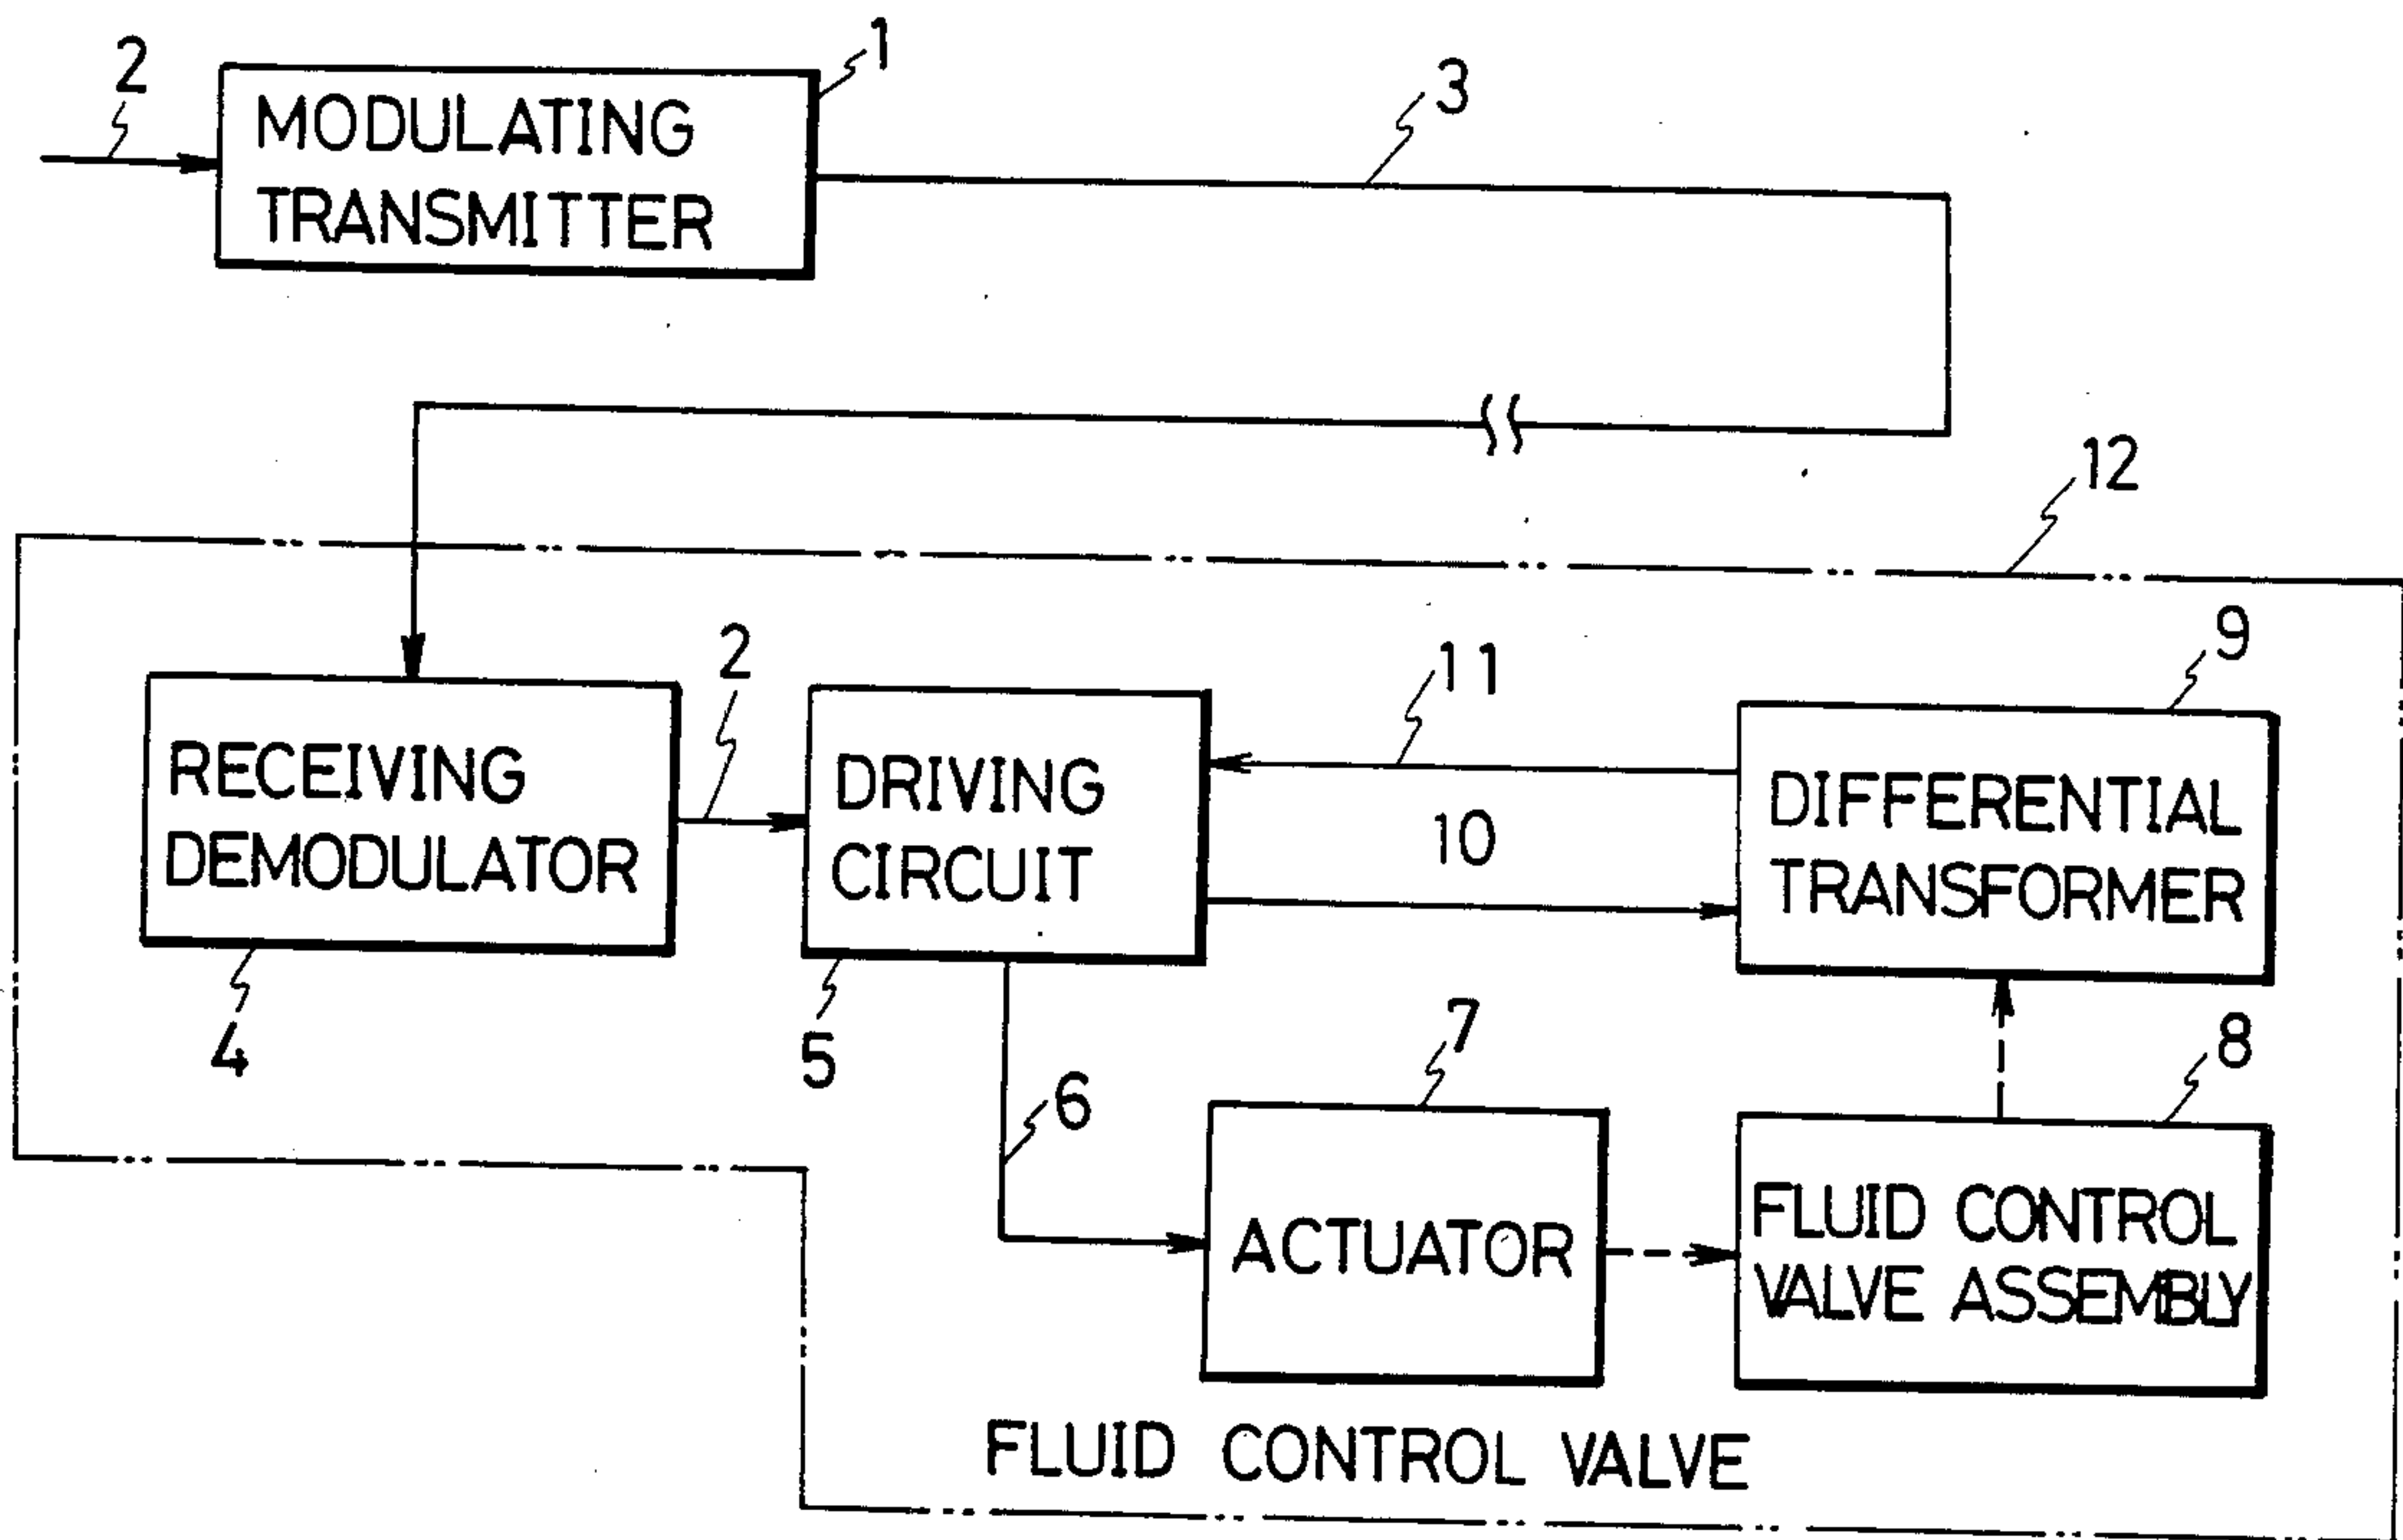 2
1
MODULATING
TRANSMITTER
3
12
2
11
9
RECEIVING
DEMODULATOR
DRIVING
CIRCUIT
10
DIFFERENTIAL
TRANSFORMER
4
5
6
7
8
ACTUATOR
FLUID CONTROL
VALVE ASSEMBLY
FLUID CONTROL VALVE